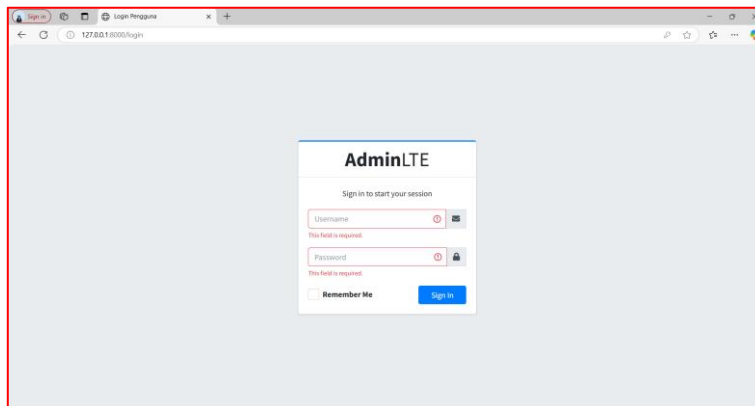 Sign in
Login Pengguna
127.0.0.1:8000/login
AdminLTE
Sign in to start your session
Username
This field is required.
Password
This field is required.
Remember Me
Sign In